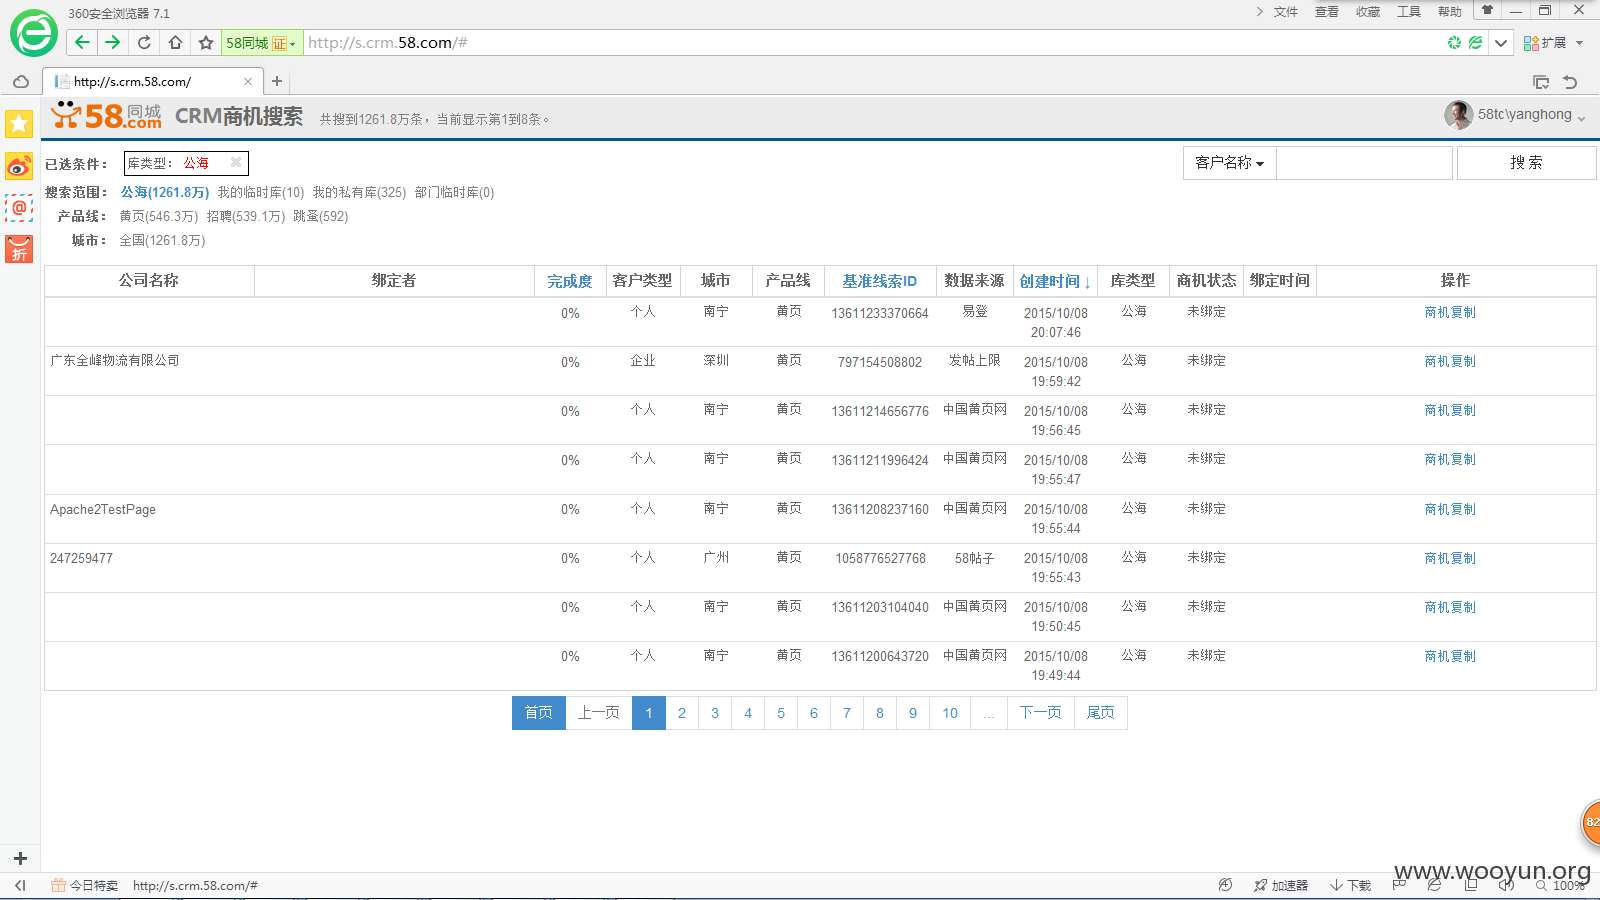 360安全浏览器 7.1
文件 查看 收藏 工具 帮助
58同城 证 http://s.crm.58.com/# 扩展
http://s.crm.58.com/
58同城.com CRM商机搜索 共搜到1261.8万条，当前显示第1到8条。 58tc\yanghong
已选条件： 库类型： 公海 客户名称 搜 索
搜索范围： 公海(1261.8万) 我的临时库(10) 我的私有库(325) 部门临时库(0)
产品线： 黄页(546.3万) 招聘(539.1万) 跳蚤(592)
城市： 全国(1261.8万)
折
公司名称 绑定者 完成度 客户类型 城市 产品线 基准线索ID 数据来源 创建时间↓ 库类型 商机状态 绑定时间 操作
0% 个人 南宁 黄页 13611233370664 易登 2015/10/08 公海 未绑定 商机复制
20:07:46
广东全峰物流有限公司 0% 企业 深圳 黄页 797154508802 发帖上限 2015/10/08 公海 未绑定 商机复制
19:59:42
0% 个人 南宁 黄页 13611214656776 中国黄页网 2015/10/08 公海 未绑定 商机复制
19:56:45
0% 个人 南宁 黄页 13611211996424 中国黄页网 2015/10/08 公海 未绑定 商机复制
19:55:47
Apache2TestPage 0% 个人 南宁 黄页 13611208237160 中国黄页网 2015/10/08 公海 未绑定 商机复制
19:55:44
247259477 0% 个人 广州 黄页 1058776527768 58帖子 2015/10/08 公海 未绑定 商机复制
19:55:43
0% 个人 南宁 黄页 13611203104040 中国黄页网 2015/10/08 公海 未绑定 商机复制
19:50:45
0% 个人 南宁 黄页 13611200643720 中国黄页网 2015/10/08 公海 未绑定 商机复制
19:49:44
首页 上一页 1 2 3 4 5 6 7 8 9 10 ... 下一页 尾页
82
www.wooyun.org
今日特卖 http://s.crm.58.com/# 加速器 下载 100%